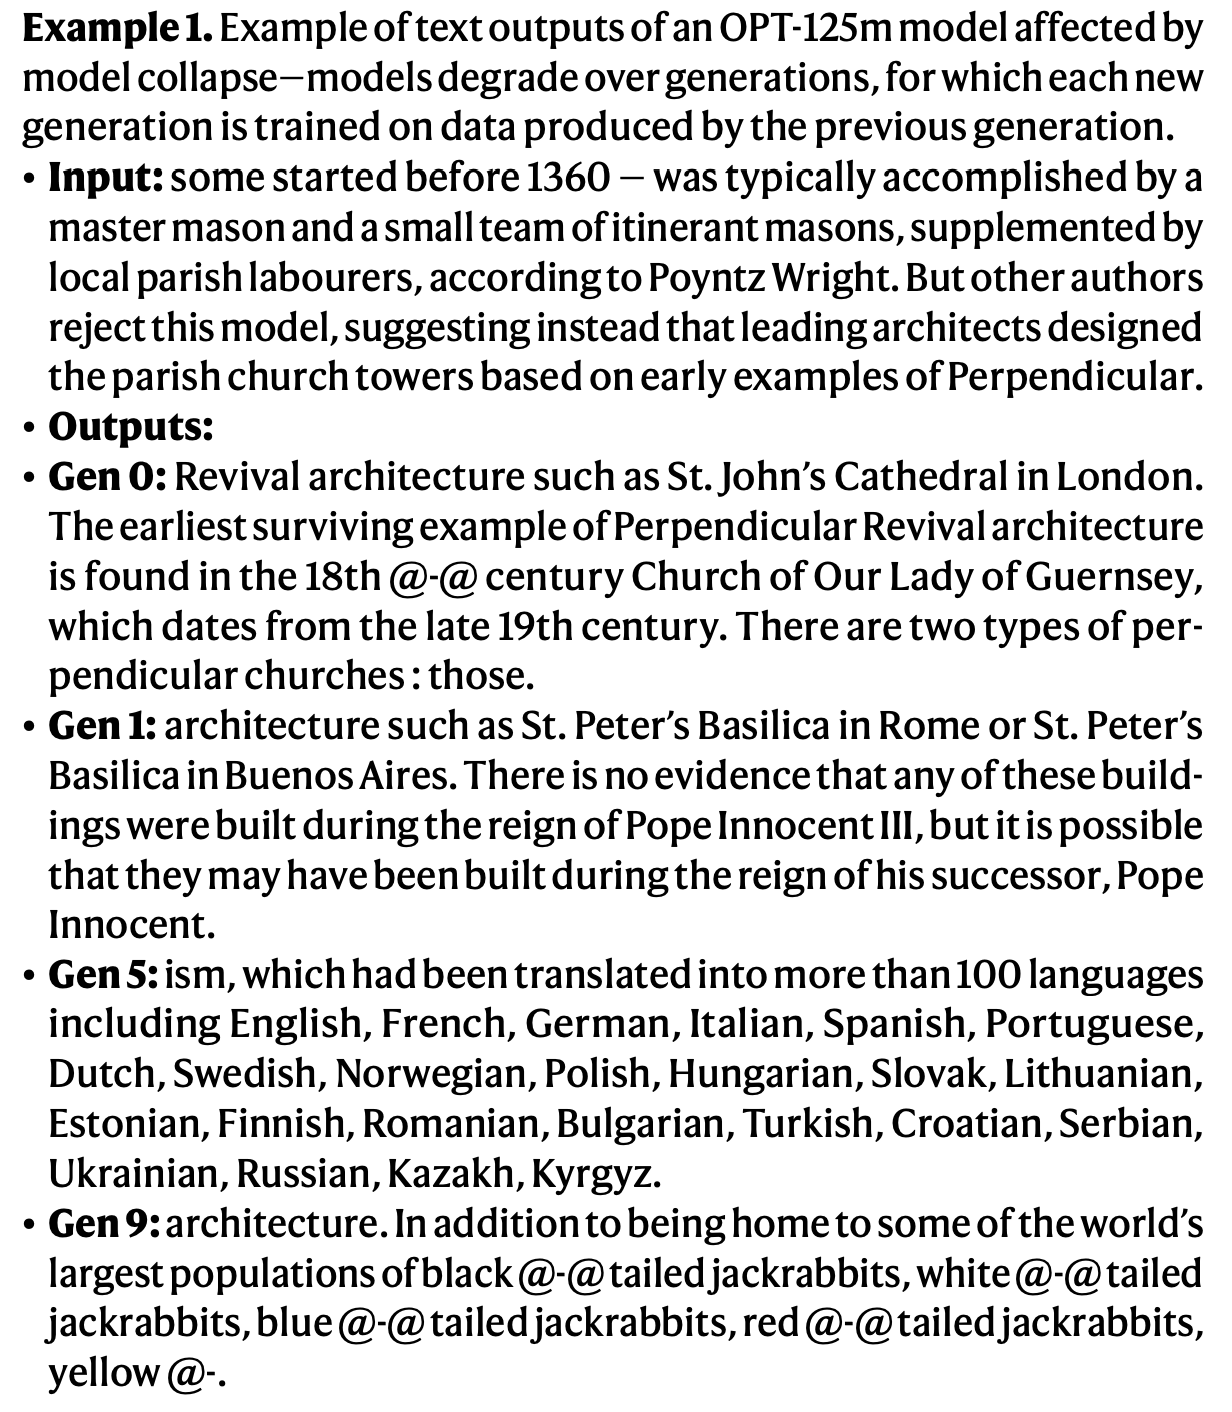 Example 1. Example of text outputs of an OPT-125m model affected by
model collapse—models degrade over generations, for which each new
generation is trained on data produced by the previous generation.
• Input: some started before 1360 — was typically accomplished by a
master mason and a small team of itinerant masons, supplemented by
local parish labourers, according to Poyntz Wright. But other authors
reject this model, suggesting instead that leading architects designed
the parish church towers based on early examples of Perpendicular.
• Outputs:
• Gen 0: Revival architecture such as St. John’s Cathedral in London.
The earliest surviving example of Perpendicular Revival architecture
is found in the 18th @-@ century Church of Our Lady of Guernsey,
which dates from the late 19th century. There are two types of per-
pendicular churches : those.
• Gen 1: architecture such as St. Peter’s Basilica in Rome or St. Peter’s
Basilica in Buenos Aires. There is no evidence that any of these build-
ings were built during the reign of Pope Innocent III, but it is possible
that they may have been built during the reign of his successor, Pope
Innocent.
• Gen 5: ism, which had been translated into more than 100 languages
including English, French, German, Italian, Spanish, Portuguese,
Dutch, Swedish, Norwegian, Polish, Hungarian, Slovak, Lithuanian,
Estonian, Finnish, Romanian, Bulgarian, Turkish, Croatian, Serbian,
Ukrainian, Russian, Kazakh, Kyrgyz.
• Gen 9: architecture. In addition to being home to some of the world’s
largest populations of black @-@ tailed jackrabbits, white @-@ tailed
jackrabbits, blue @-@ tailed jackrabbits, red @-@ tailed jackrabbits,
yellow @-.